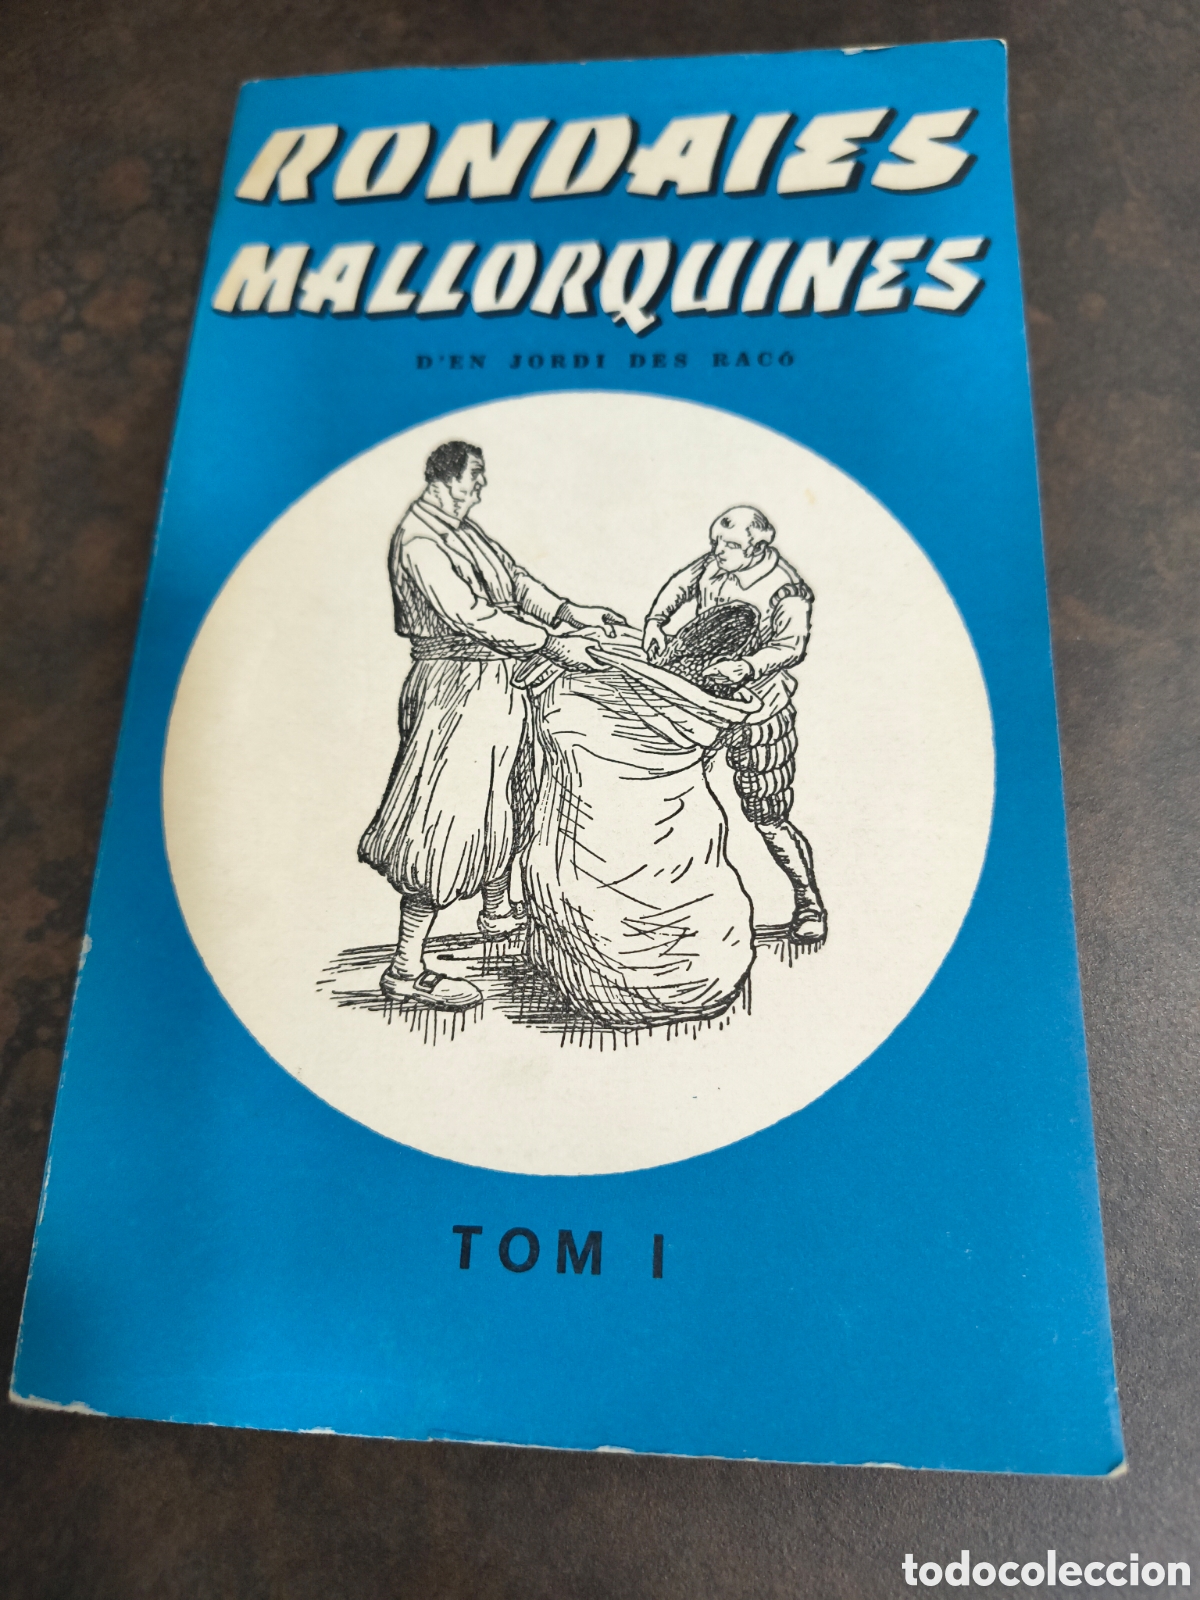 RONDAIES
MALLORQUINES
D'EN JORDI DES RACÓ
TOM I
todocoleccion